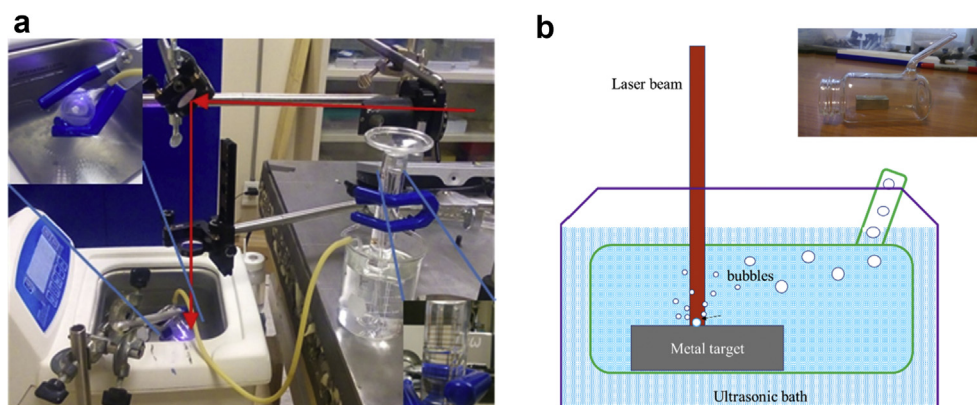 a
b
Laser beam
bubbles
Metal target
Ultrasonic bath